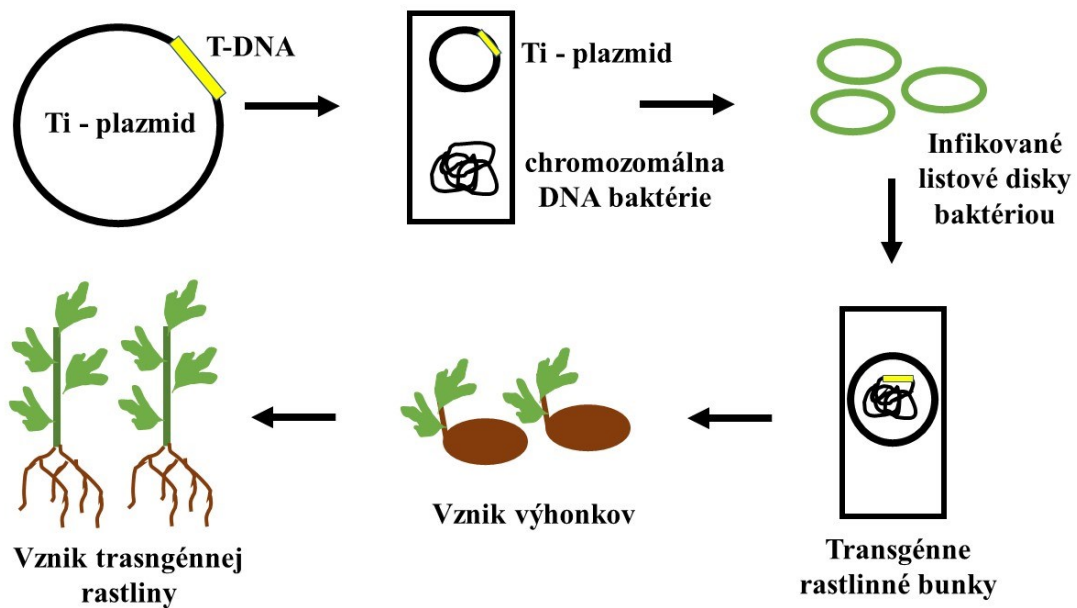 T-DNA
Ti - plazmid
Ti - plazmid
chromozomálna
DNA baktérie
Infikované
listové disky
baktériou
Transgénne
rastlinné bunky
Vznik výhonkov
Vznik trasngénnej
rastliny